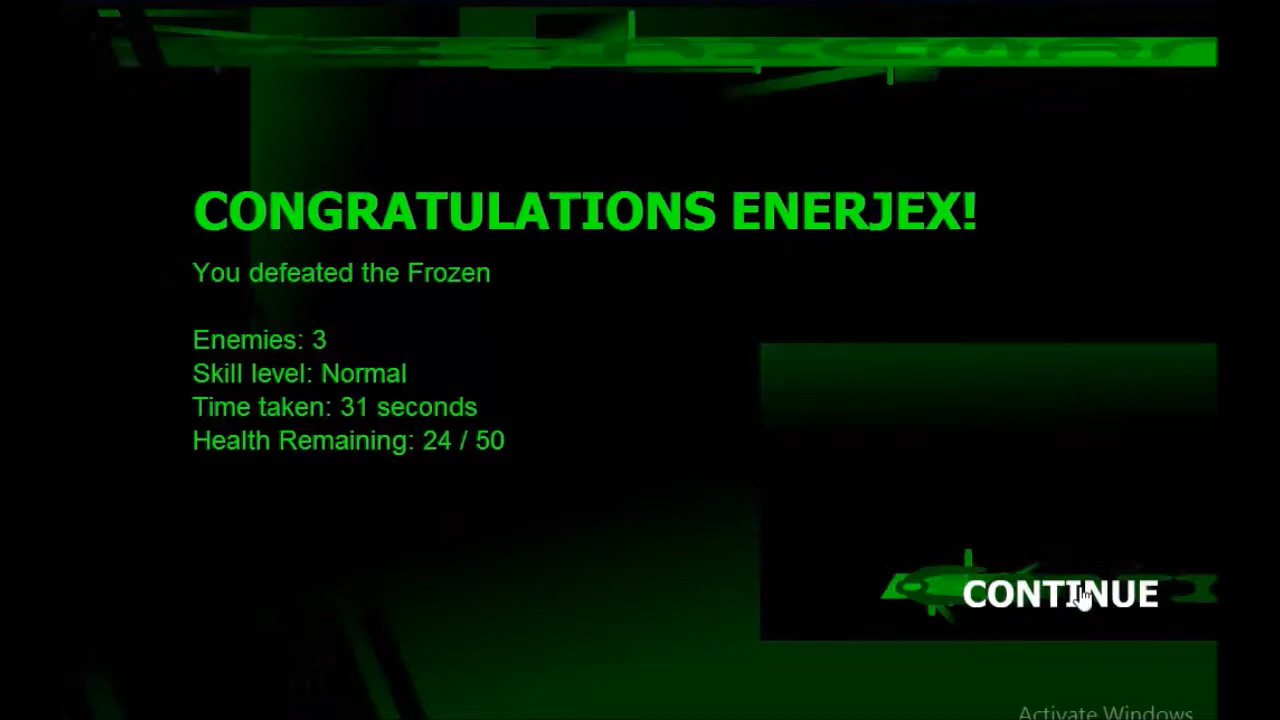 CONGRATULATIONS ENERJEX!
You defeated the Frozen
Enemies: 3
Skill level: Normal
Time taken: 31 seconds
Health Remaining: 24 / 50
CONTINUE
Activate Windows